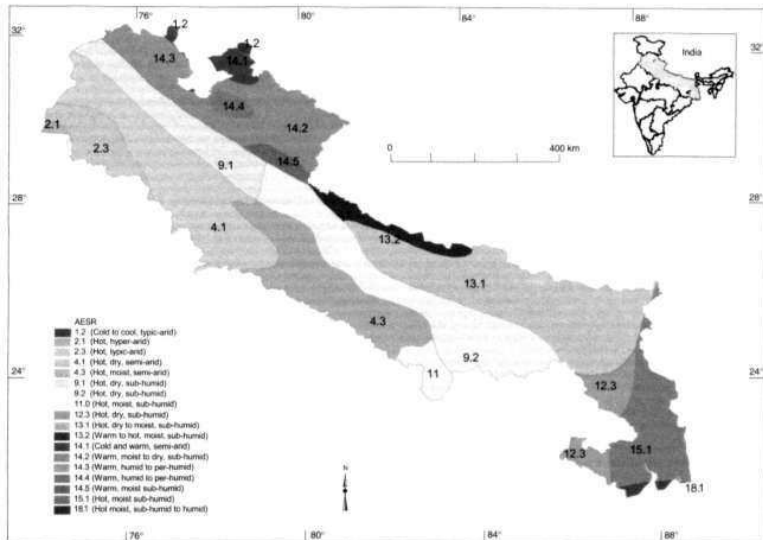 76° 80° 84° 88°
32° 32°
1.2
1.2
14.3
14.1
India
14.4
2.1
14.2
2.3
14.5
9.1
0 400 km
28° 28°
4.1
13.2
13.1
4.3
9.2
24° 24°
11
12.3
12.3
15.1
18.1
AESR
1.2 (Cold to cool, typic-arid)
2.1 (Hot, hyper-arid)
2.3 (Hot, typic-arid)
4.1 (Hot, dry, semi-arid)
4.3 (Hot, moist, semi-arid)
9.1 (Hot, dry, sub-humid)
9.2 (Hot, dry, sub-humid)
11.0 (Hot, moist, sub-humid)
12.3 (Hot, dry, sub-humid)
13.1 (Hot, dry to moist, sub-humid)
13.2 (Warm to hot, moist, sub-humid)
14.1 (Cold and warm, semi-arid)
14.2 (Warm, moist to dry, sub-humid)
14.3 (Warm, humid to per-humid)
14.4 (Warm, humid to per-humid)
14.5 (Warm, moist sub-humid)
15.1 (Hot, moist sub-humid)
18.1 (Hot moist, sub-humid to humid)
N
76° 80° 84° 88°